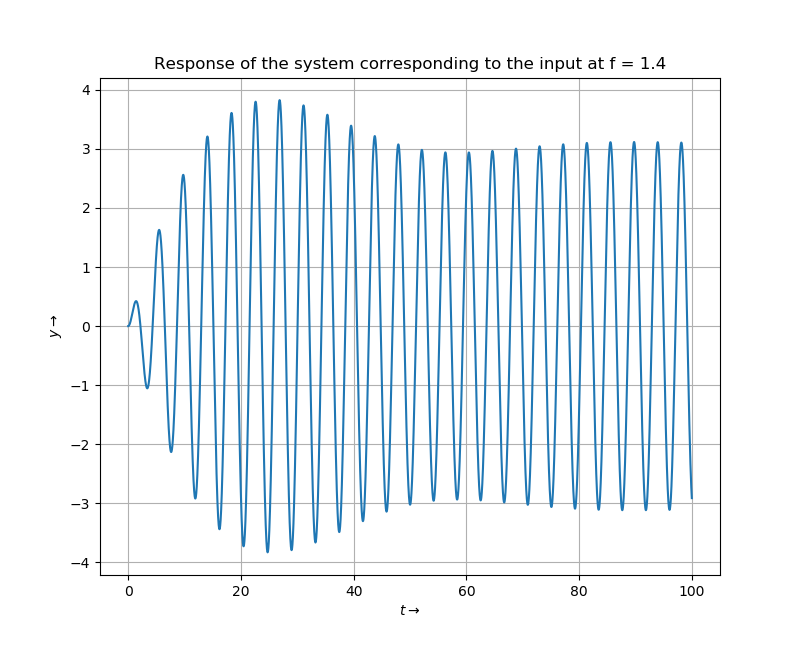 Response of the system corresponding to the input at f = 1.4
4
3
2
1
0
−1
−2
−3
−4
y→
0 20 40 60 80 100
t→